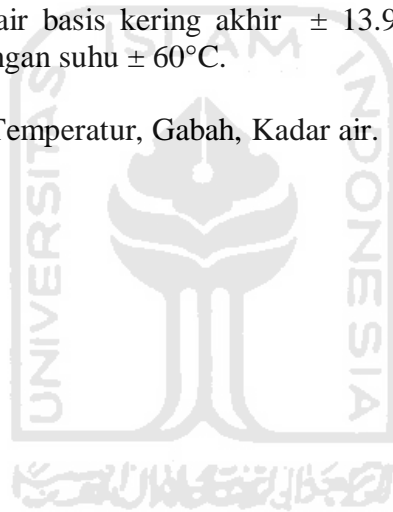 air basis kering akhir ± 13.9
ngan suhu ± 60°C.
Temperatur, Gabah, Kadar air.
ISLAM
UNIVERSITAS
INDONESIA